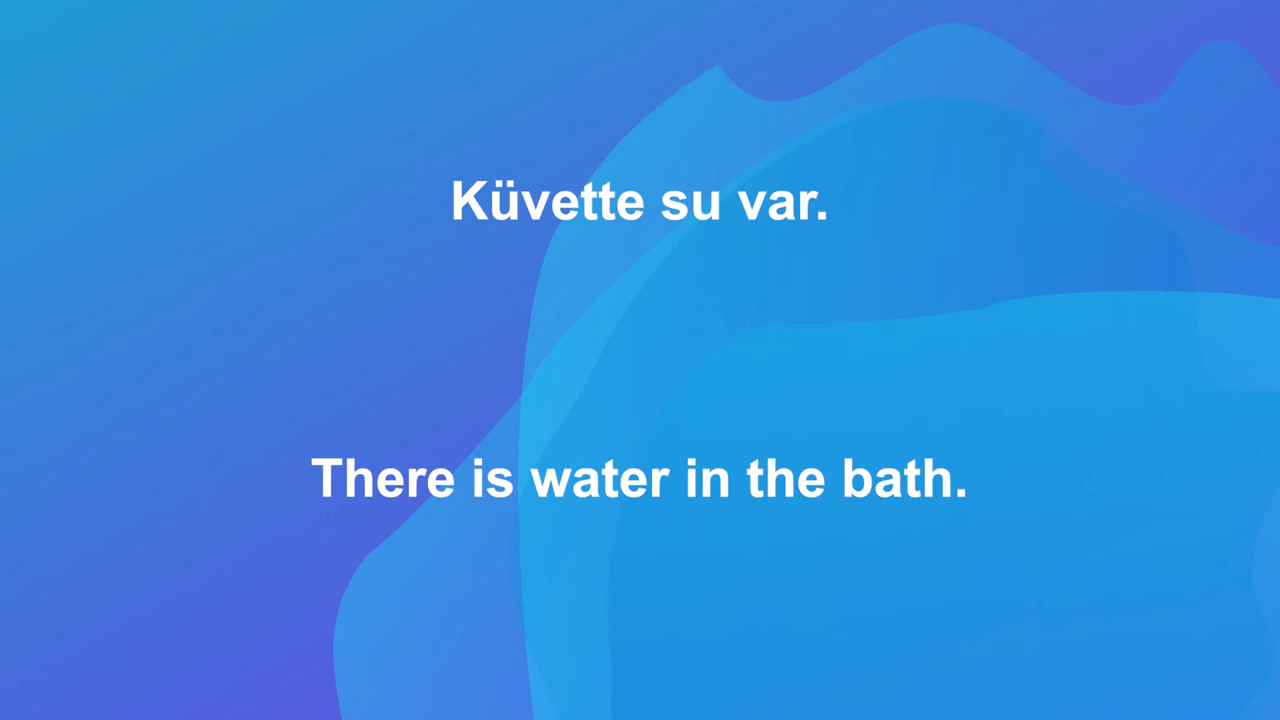 Küvette su var.
There is water in the bath.